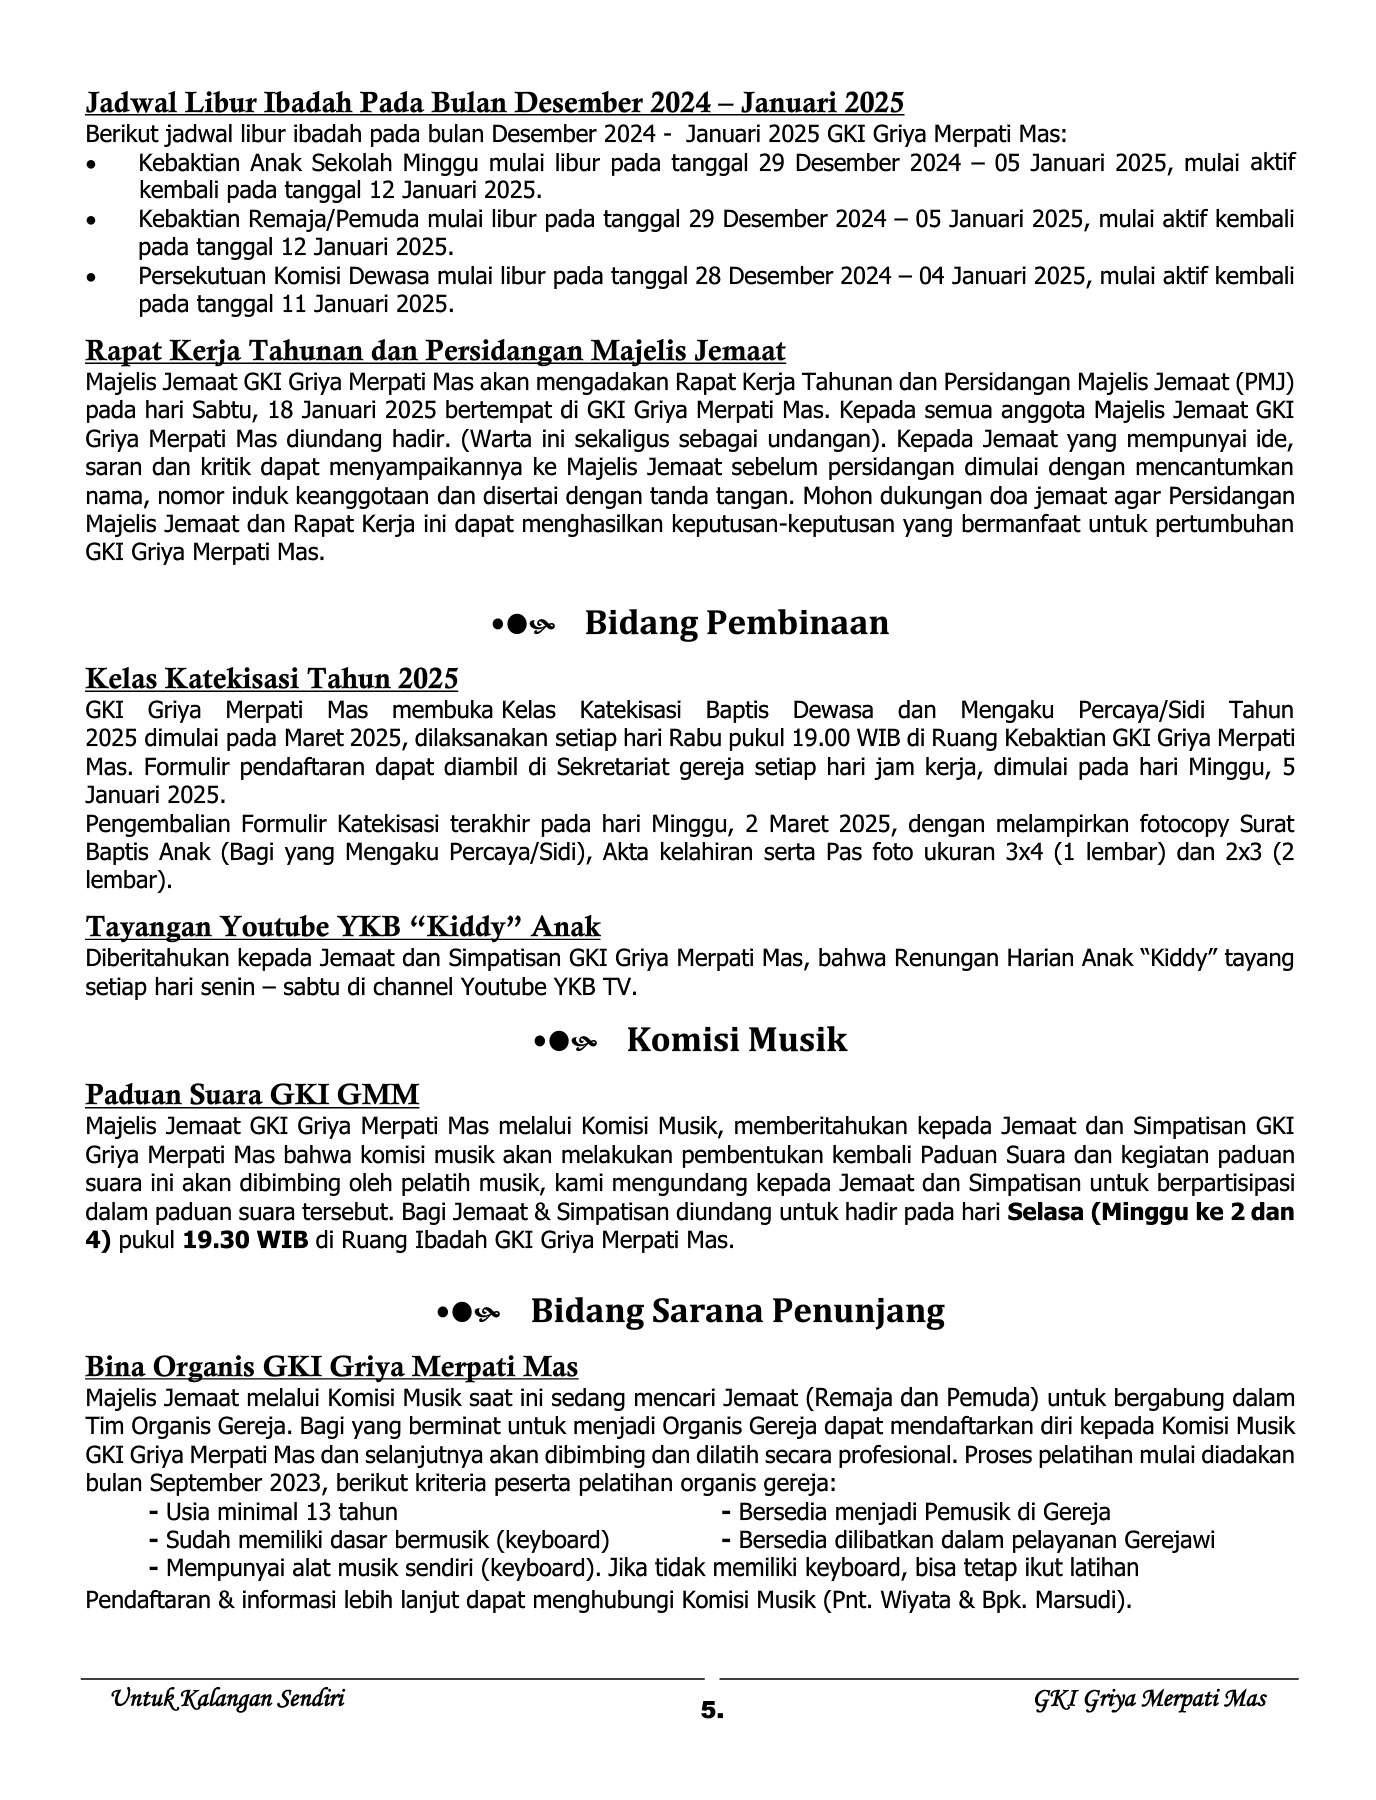 Jadwal Libur Ibadah Pada Bulan Desember 2024 – Januari 2025
Berikut jadwal libur ibadah pada bulan Desember 2024 - Januari 2025 GKI Griya Merpati Mas:
• Kebaktian Anak Sekolah Minggu mulai libur pada tanggal 29 Desember 2024 – 05 Januari 2025, mulai aktif
kembali pada tanggal 12 Januari 2025.
• Kebaktian Remaja/Pemuda mulai libur pada tanggal 29 Desember 2024 – 05 Januari 2025, mulai aktif kembali
pada tanggal 12 Januari 2025.
• Persekutuan Komisi Dewasa mulai libur pada tanggal 28 Desember 2024 – 04 Januari 2025, mulai aktif kembali
pada tanggal 11 Januari 2025.
Rapat Kerja Tahunan dan Persidangan Majelis Jemaat
Majelis Jemaat GKI Griya Merpati Mas akan mengadakan Rapat Kerja Tahunan dan Persidangan Majelis Jemaat (PMJ)
pada hari Sabtu, 18 Januari 2025 bertempat di GKI Griya Merpati Mas. Kepada semua anggota Majelis Jemaat GKI
Griya Merpati Mas diundang hadir. (Warta ini sekaligus sebagai undangan). Kepada Jemaat yang mempunyai ide,
saran dan kritik dapat menyampaikannya ke Majelis Jemaat sebelum persidangan dimulai dengan mencantumkan
nama, nomor induk keanggotaan dan disertai dengan tanda tangan. Mohon dukungan doa jemaat agar Persidangan
Majelis Jemaat dan Rapat Kerja ini dapat menghasilkan keputusan-keputusan yang bermanfaat untuk pertumbuhan
GKI Griya Merpati Mas.
Bidang Pembinaan
Kelas Katekisasi Tahun 2025
GKI Griya Merpati Mas membuka Kelas Katekisasi Baptis Dewasa dan Mengaku Percaya/Sidi Tahun
2025 dimulai pada Maret 2025, dilaksanakan setiap hari Rabu pukul 19.00 WIB di Ruang Kebaktian GKI Griya Merpati
Mas. Formulir pendaftaran dapat diambil di Sekretariat gereja setiap hari jam kerja, dimulai pada hari Minggu, 5
Januari 2025.
Pengembalian Formulir Katekisasi terakhir pada hari Minggu, 2 Maret 2025, dengan melampirkan fotocopy Surat
Baptis Anak (Bagi yang Mengaku Percaya/Sidi), Akta kelahiran serta Pas foto ukuran 3x4 (1 lembar) dan 2x3 (2
lembar).
Tayangan Youtube YKB “Kiddy” Anak
Diberitahukan kepada Jemaat dan Simpatisan GKI Griya Merpati Mas, bahwa Renungan Harian Anak “Kiddy” tayang
setiap hari senin – sabtu di channel Youtube YKB TV.
Komisi Musik
Paduan Suara GKI GMM
Majelis Jemaat GKI Griya Merpati Mas melalui Komisi Musik, memberitahukan kepada Jemaat dan Simpatisan GKI
Griya Merpati Mas bahwa komisi musik akan melakukan pembentukan kembali Paduan Suara dan kegiatan paduan
suara ini akan dibimbing oleh pelatih musik, kami mengundang kepada Jemaat dan Simpatisan untuk berpartisipasi
dalam paduan suara tersebut. Bagi Jemaat & Simpatisan diundang untuk hadir pada hari Selasa (Minggu ke 2 dan
4) pukul 19.30 WIB di Ruang Ibadah GKI Griya Merpati Mas.
Bidang Sarana Penunjang
Bina Organis GKI Griya Merpati Mas
Majelis Jemaat melalui Komisi Musik saat ini sedang mencari Jemaat (Remaja dan Pemuda) untuk bergabung dalam
Tim Organis Gereja. Bagi yang berminat untuk menjadi Organis Gereja dapat mendaftarkan diri kepada Komisi Musik
GKI Griya Merpati Mas dan selanjutnya akan dibimbing dan dilatih secara profesional. Proses pelatihan mulai diadakan
bulan September 2023, berikut kriteria peserta pelatihan organis gereja:
- Usia minimal 13 tahun - Bersedia menjadi Pemusik di Gereja
- Sudah memiliki dasar bermusik (keyboard) - Bersedia dilibatkan dalam pelayanan Gerejawi
- Mempunyai alat musik sendiri (keyboard). Jika tidak memiliki keyboard, bisa tetap ikut latihan
Pendaftaran & informasi lebih lanjut dapat menghubungi Komisi Musik (Pnt. Wiyata & Bpk. Marsudi).
Untuk Kalangan Sendiri 5. GKI Griya Merpati Mas